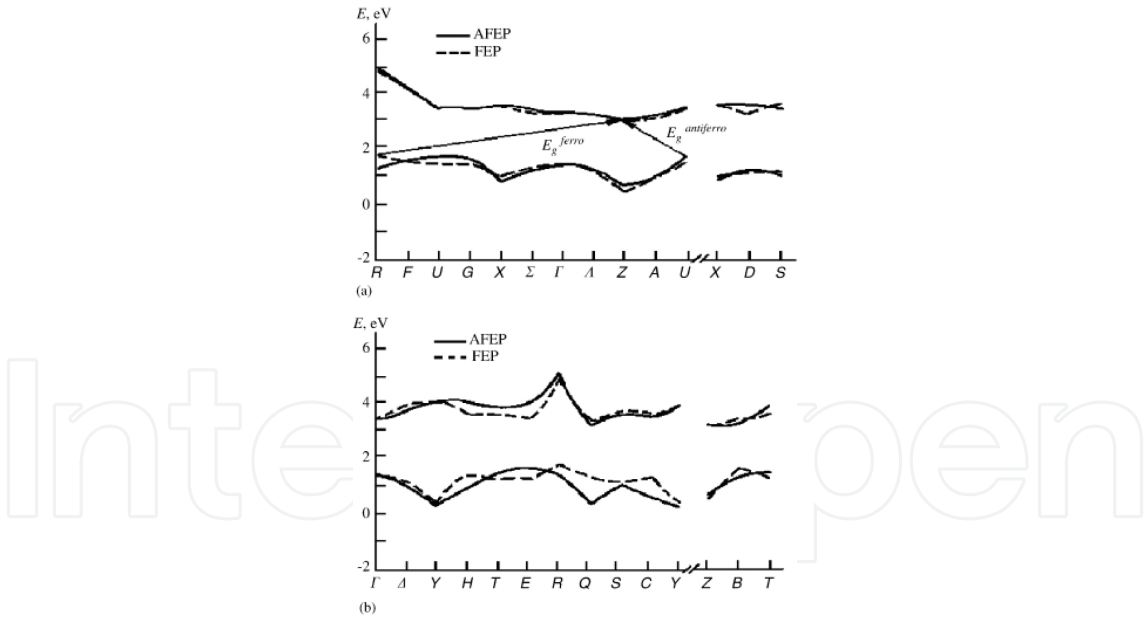 E, eV
AFEP
FEP
6
4
2
0
-2
E_g^ferro
E_g^antiferro
R F U G X Σ Γ Λ Z A U X D S
(a)
E, eV
AFEP
FEP
6
4
2
0
-2
Γ Δ Y H T E R Q S C Y Z B T
(b)